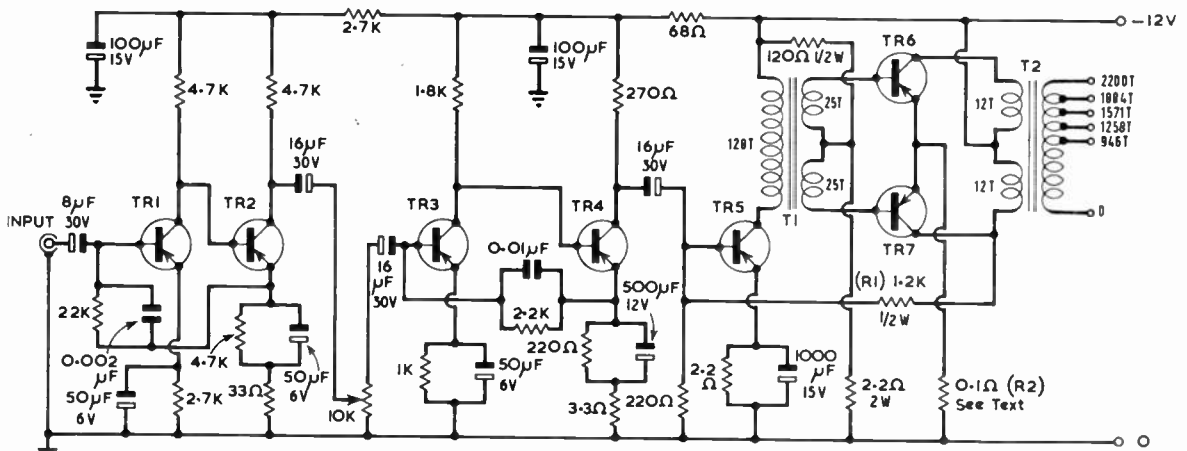 2.7K
68Ω
−12V
100µF
15V
4.7K
4.7K
1.8K
100µF
15V
270Ω
120Ω 1/2W
TR6
T2
2200T
1884T
1571T
1258T
946T
12T
25T
128T
16µF
30V
16µF
30V
8µF
30V
TR1
TR2
TR3
TR4
TR5
25T
12T
T1
TR7
0
INPUT
0.01µF
16
µF
30V
500µF
12V
(R1) 1.2K
1/2 W
22K
2.2K
0.002
µF
4.7K
50µF
6V
1K
50µF
6V
220Ω
2.2
Ω
1000
µF
15V
50µF
6V
2.7K
33Ω
10K
3.3Ω
220Ω
2.2Ω
2W
0.1Ω (R2)
See Text
0